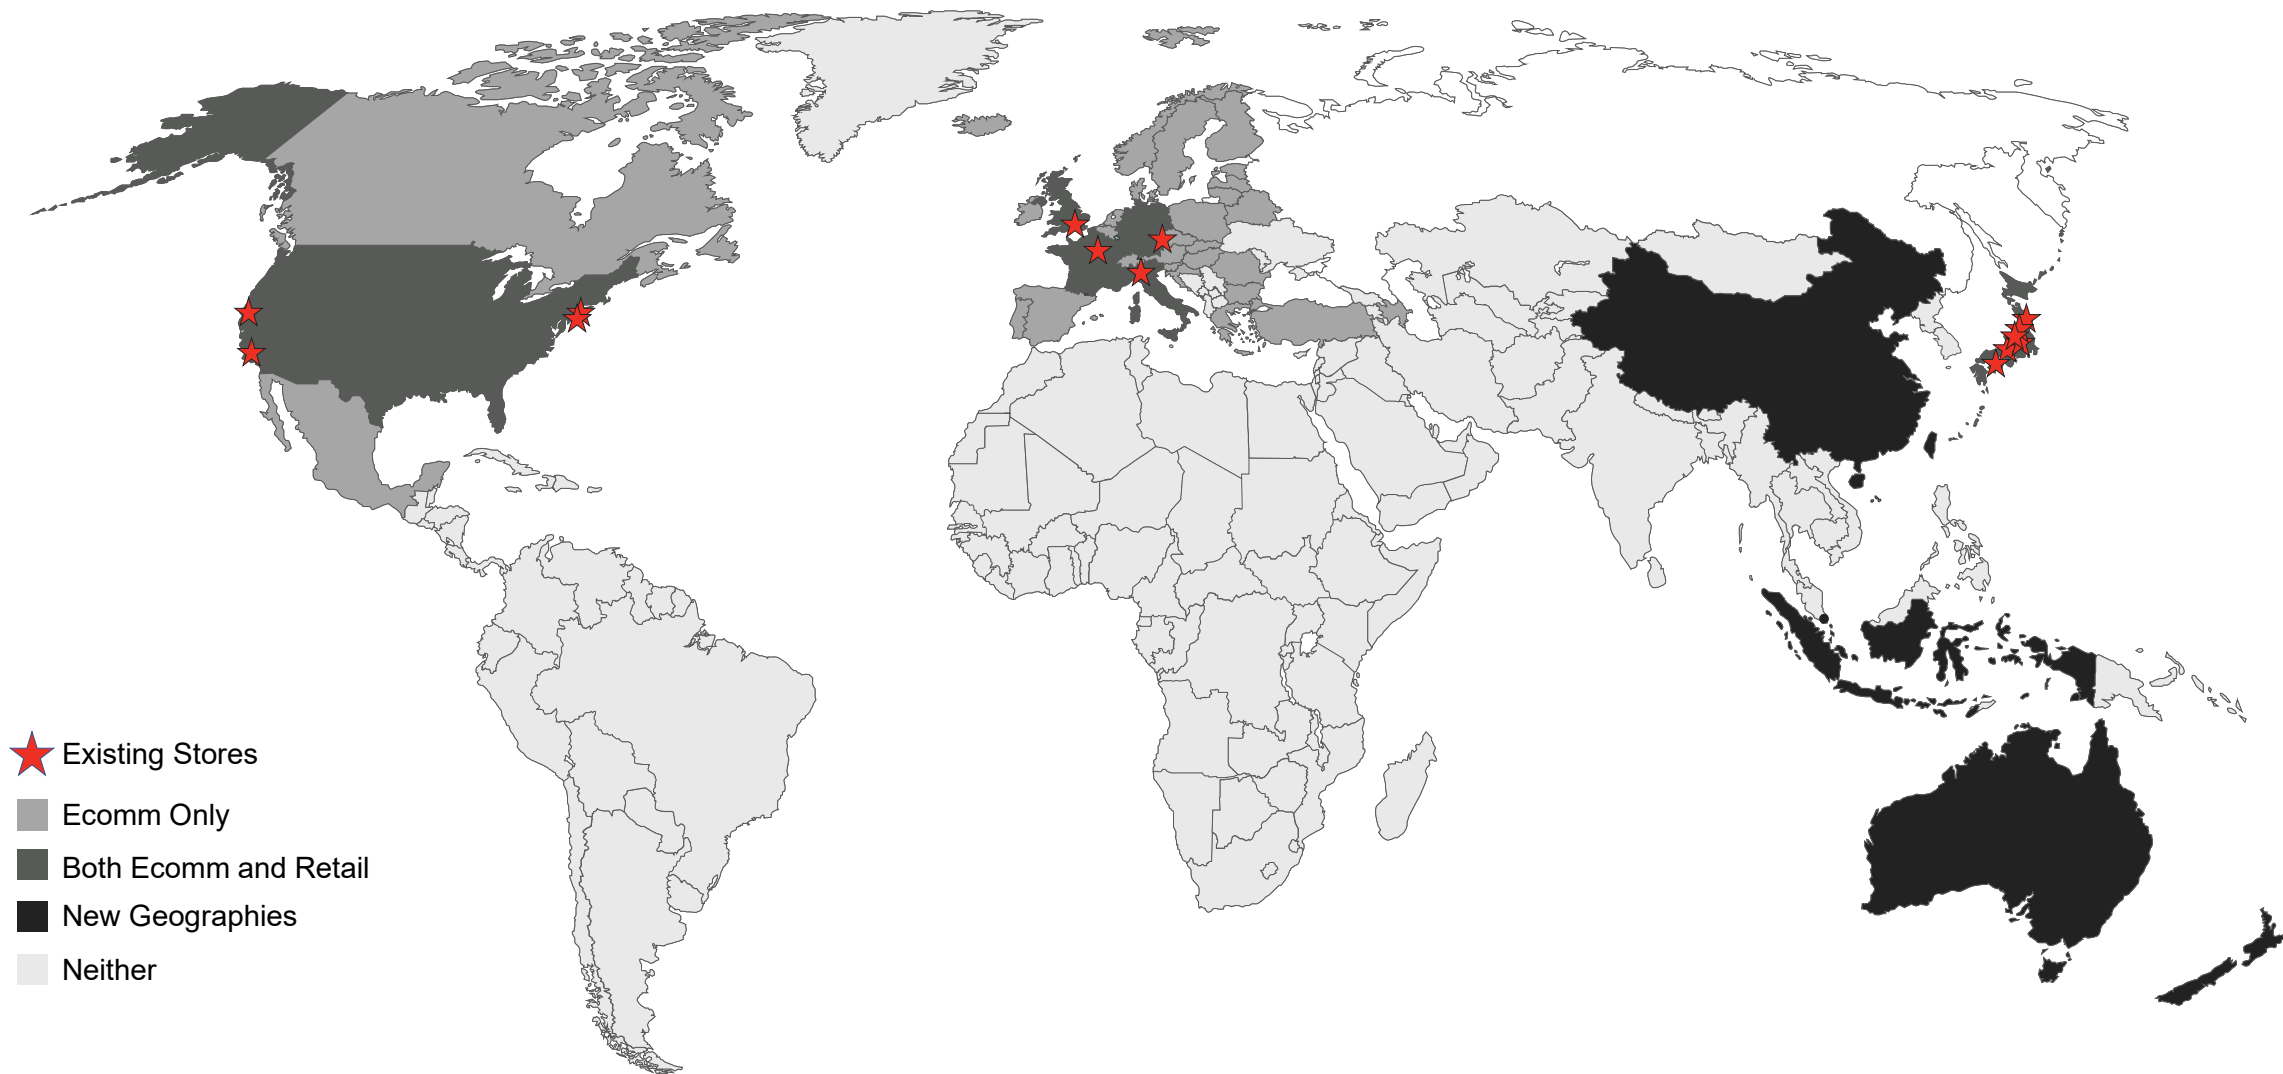 Existing Stores
Ecomm Only
Both Ecomm and Retail
New Geographies
Neither